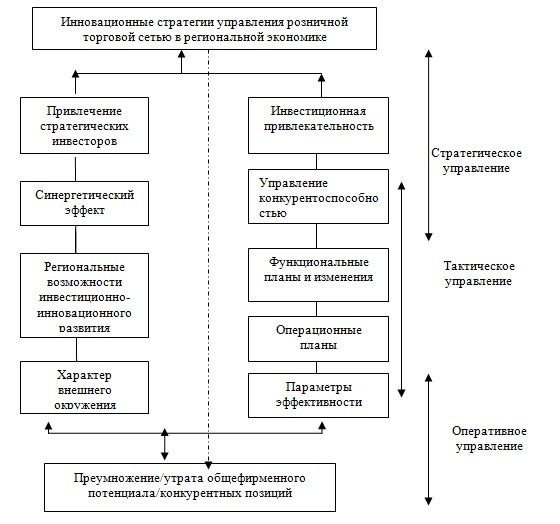 Инновационные стратегии управления розничной
торговой сетью в региональной экономике
Привлечение
стратегических
инвесторов
Инвестиционная
привлекательность
Стратегическое
управление
Синергетический
эффект
Управление
конкурентоспособно
стью
Региональные
возможности
инвестиционно-
инновационного
развития
Функциональные
планы и изменения
Тактическое
управление
Операционные
планы
Характер
внешнего
окружения
Параметры
эффективности
Оперативное
управление
Преумножение/утрата общефирменного
потенциала/конкурентных позиций